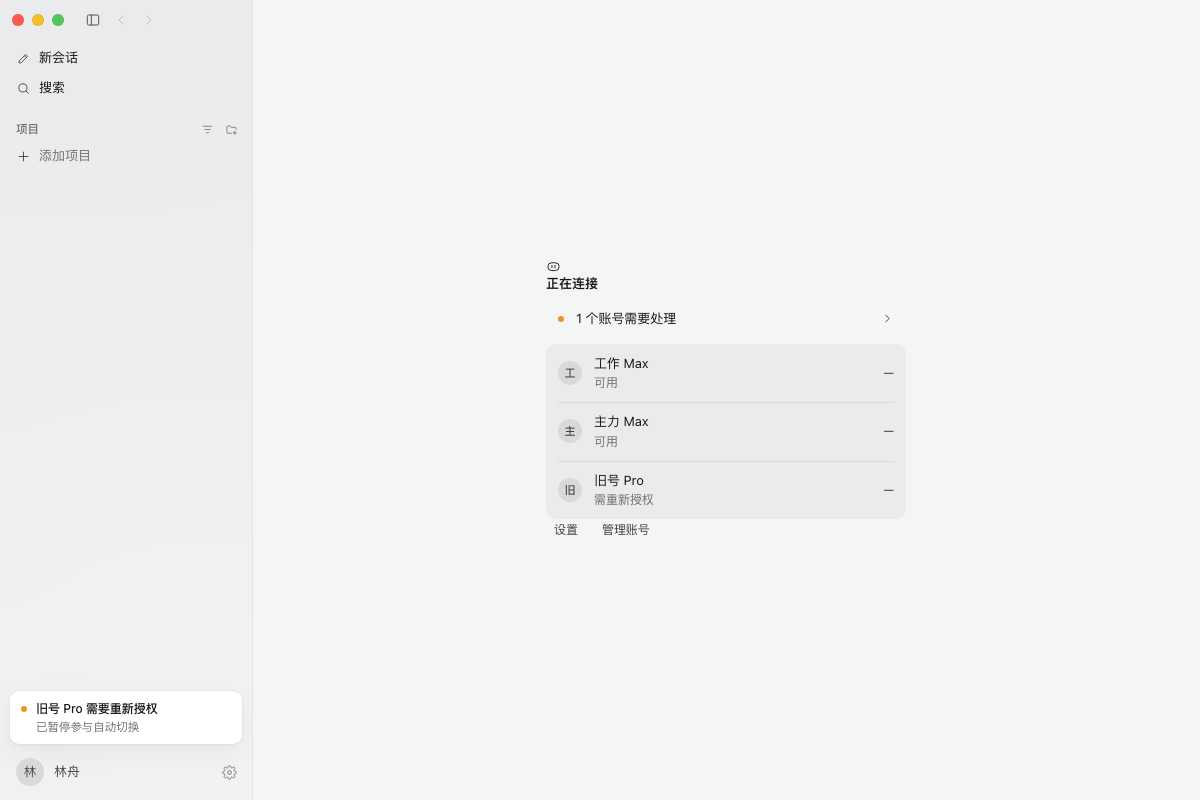 新会话
搜索
项目
添加项目
正在连接
1 个账号需要处理
工 工作 Max
可用
主 主力 Max
可用
旧 旧号 Pro
需重新授权
设置 管理账号
旧号 Pro 需要重新授权
已暂停参与自动切换
林 林舟